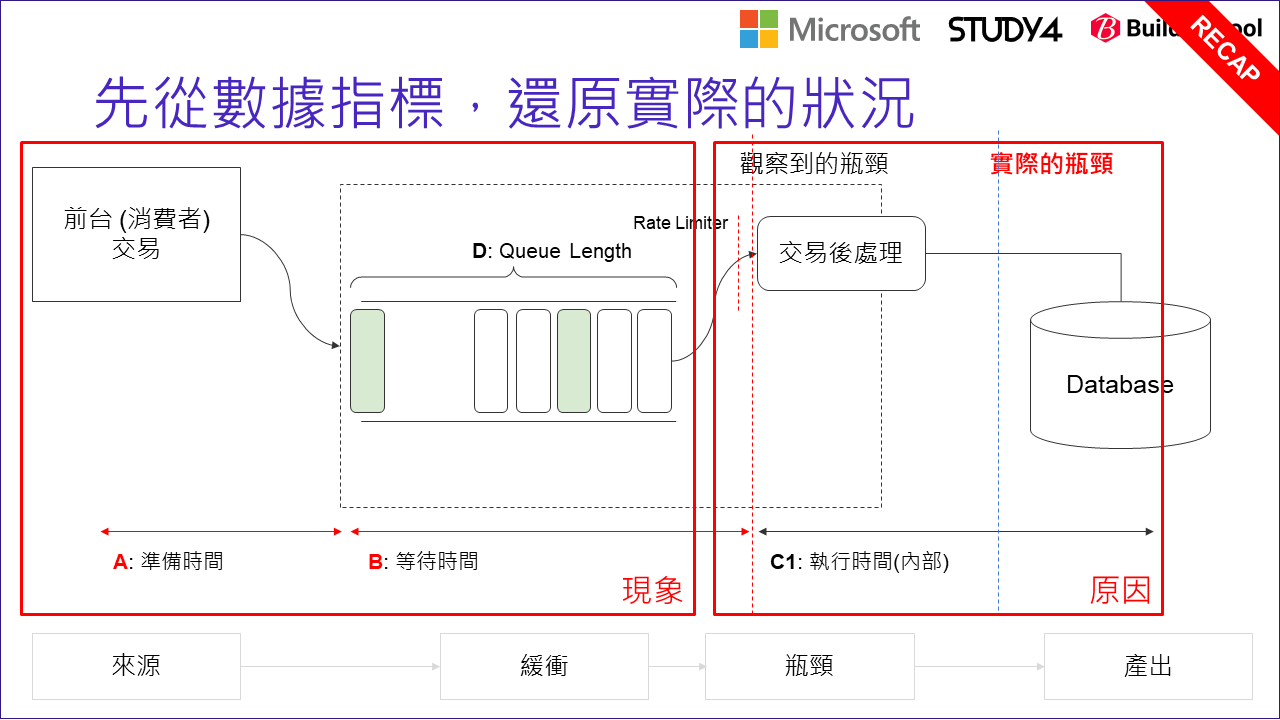 Microsoft
STUDY4
RECAP
先從數據指標，還原實際的狀況
觀察到的瓶頸
實際的瓶頸
前台 (消費者)
交易
Rate Limiter
D: Queue Length
交易後處理
Database
A: 準備時間
B: 等待時間
C1: 執行時間(內部)
現象
原因
來源
緩衝
瓶頸
產出